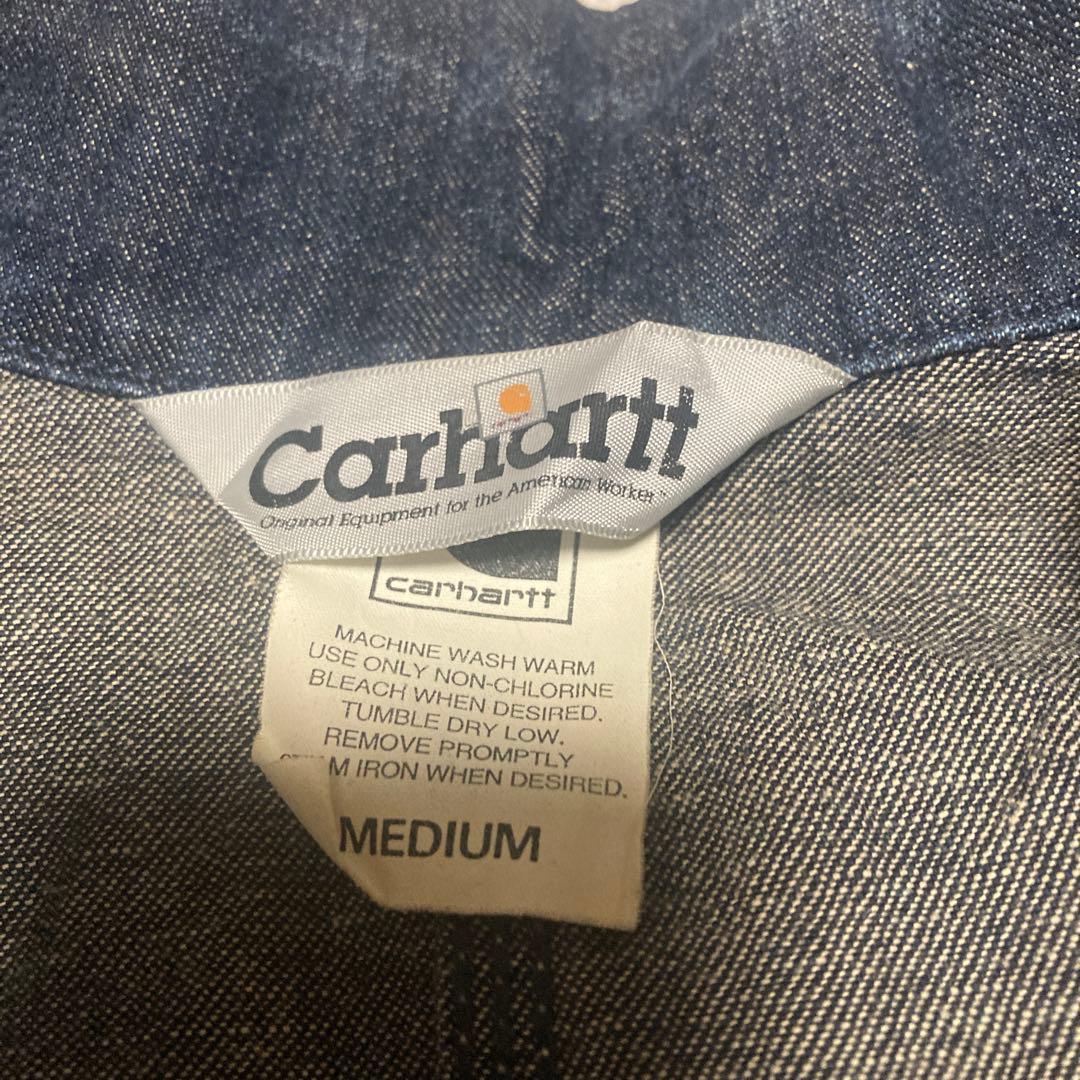 Carhartt
Original Equipment for the American Worker™
carhartt
MACHINE WASH WARM
USE ONLY NON-CHLORINE
BLEACH WHEN DESIRED.
TUMBLE DRY LOW.
REMOVE PROMPTLY
M IRON WHEN DESIRED.
MEDIUM